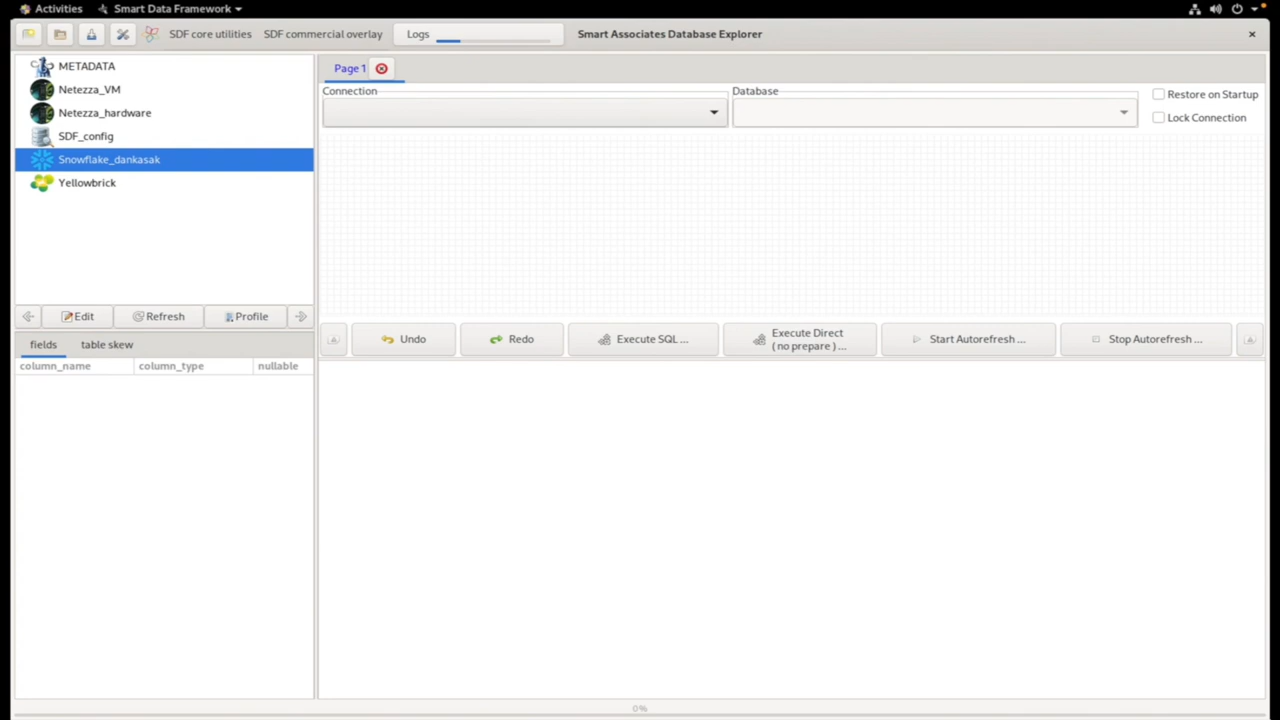 Activities
Smart Data Framework
SDF core utilities
SDF commercial overlay
Logs
Smart Associates Database Explorer
METADATA
Netezza_VM
Netezza_hardware
SDF_config
Snowflake_dankasak
Yellowbrick
Edit
Refresh
Profile
fields
table skew
column_name
column_type
nullable
Page 1
Connection
Database
Restore on Startup
Lock Connection
Undo
Redo
Execute SQL ...
Execute Direct
( no prepare ) ...
Start Autorefresh ...
Stop Autorefresh ...
0%